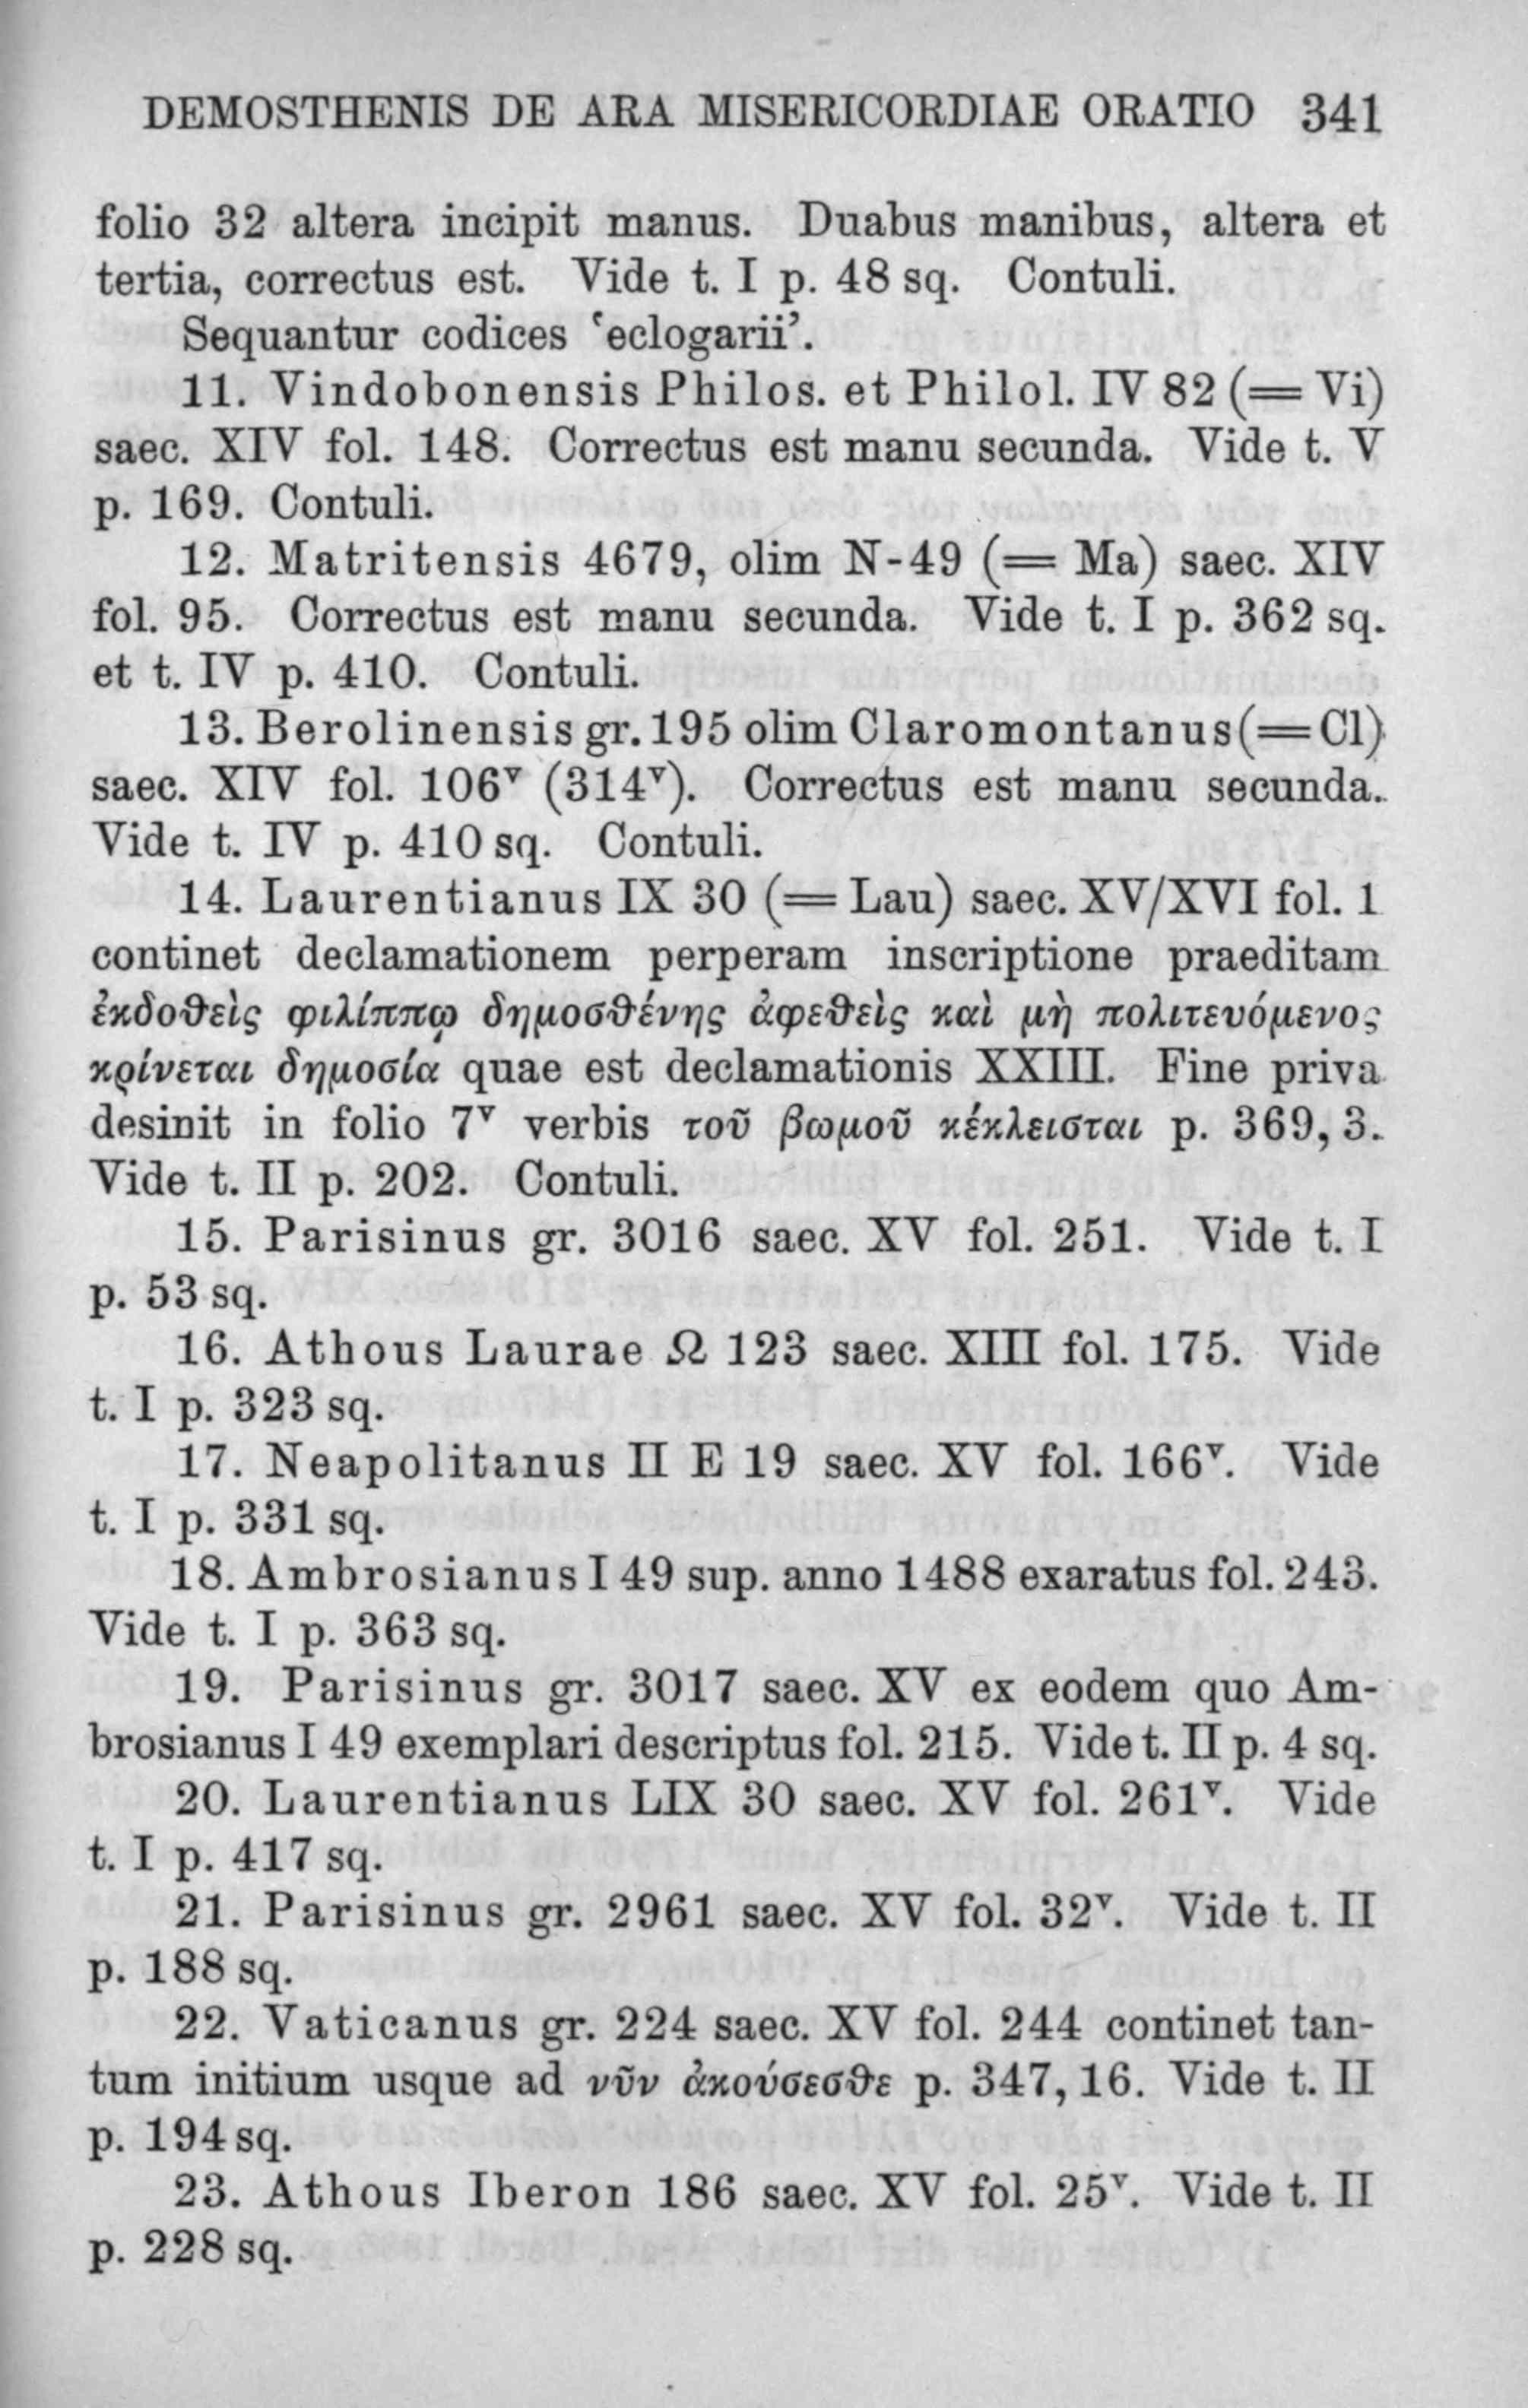 DEMOSTHENIS DE ARA MISERICORDIAE ORATIO 341
folio 32 altera incipit manus. Duabus manibus, altera et
tertia, correctus est. Vide t. I p. 48 sq. Contuli.
Sequantur codices ‘eclogarii’.
11. Vindobonensis Philos. et Philol. IV 82 (= Vi)
saec. XIV fol. 148. Correctus est manu secunda. Vide t. V
p. 169. Contuli.
12. Matritensis 4679, olim N-49 (= Ma) saec. XIV
fol. 95. Correctus est manu secunda. Vide t. I p. 362 sq.
et t. IV p. 410. Contuli.
13. Berolinensis gr. 195 olim Claromontanus (= Cl)
saec. XIV fol. 106ᵛ (314ᵛ). Correctus est manu secunda.
Vide t. IV p. 410 sq. Contuli.
14. Laurentianus IX 30 (= Lau) saec. XV/XVI fol. 1
continet declamationem perperam inscriptione praeditam
ἐκδοθεὶς φιλίππῳ δημοσθένης ἀφεθεὶς καὶ μὴ πολιτευόμενος
κρίνεται δημοσία quae est declamationis XXIII. Fine priva
desinit in folio 7ᵛ verbis τοῦ βωμοῦ κέκλεισται p. 369, 3.
Vide t. II p. 202. Contuli.
15. Parisinus gr. 3016 saec. XV fol. 251. Vide t. I
p. 53 sq.
16. Athous Laurae Ω 123 saec. XIII fol. 175. Vide
t. I p. 323 sq.
17. Neapolitanus II E 19 saec. XV fol. 166ᵛ. Vide
t. I p. 331 sq.
18. Ambrosianus I 49 sup. anno 1488 exaratus fol. 243.
Vide t. I p. 363 sq.
19. Parisinus gr. 3017 saec. XV ex eodem quo Am-
brosianus I 49 exemplari descriptus fol. 215. Vide t. II p. 4 sq.
20. Laurentianus LIX 30 saec. XV fol. 261ᵛ. Vide
t. I p. 417 sq.
21. Parisinus gr. 2961 saec. XV fol. 32ᵛ. Vide t. II
p. 188 sq.
22. Vaticanus gr. 224 saec. XV fol. 244 continet tan-
tum initium usque ad νῦν ἀκούσεσθε p. 347, 16. Vide t. II
p. 194 sq.
23. Athous Iberon 186 saec. XV fol. 25ᵛ. Vide t. II
p. 228 sq.